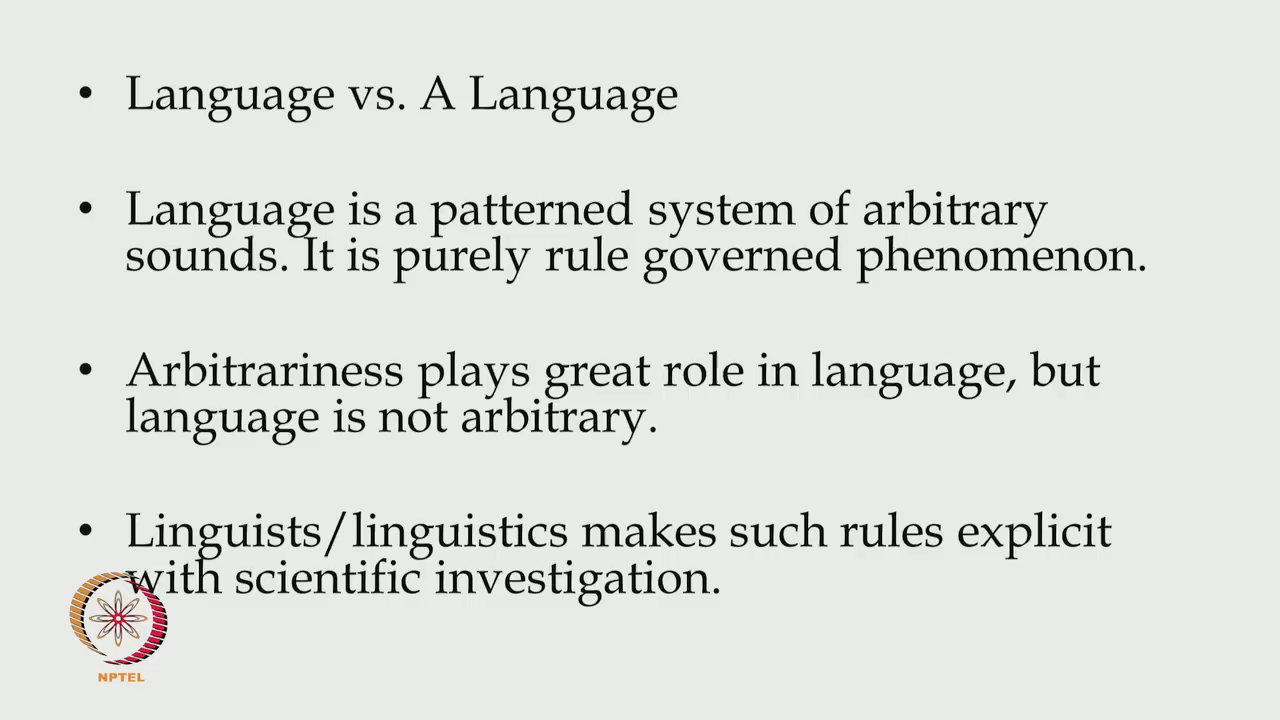 • Language vs. A Language
• Language is a patterned system of arbitrary
sounds. It is purely rule governed phenomenon.
• Arbitrariness plays great role in language, but
language is not arbitrary.
• Linguists/linguistics makes such rules explicit
with scientific investigation.
NPTEL